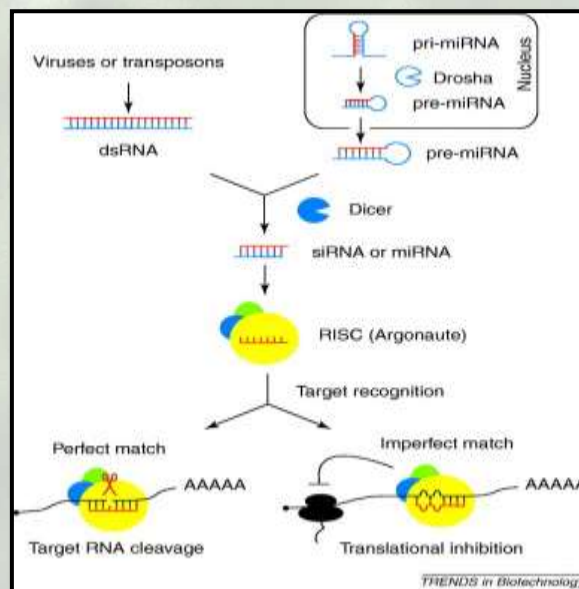 pri-miRNA
Drosha
pre-miRNA
Nucleus
Viruses or transposons
dsRNA
pre-miRNA
Dicer
siRNA or miRNA
RISC (Argonaute)
Target recognition
Perfect match
Imperfect match
AAAAA
AAAAA
Target RNA cleavage
Translational inhibition
TRENDS in Biotechnology